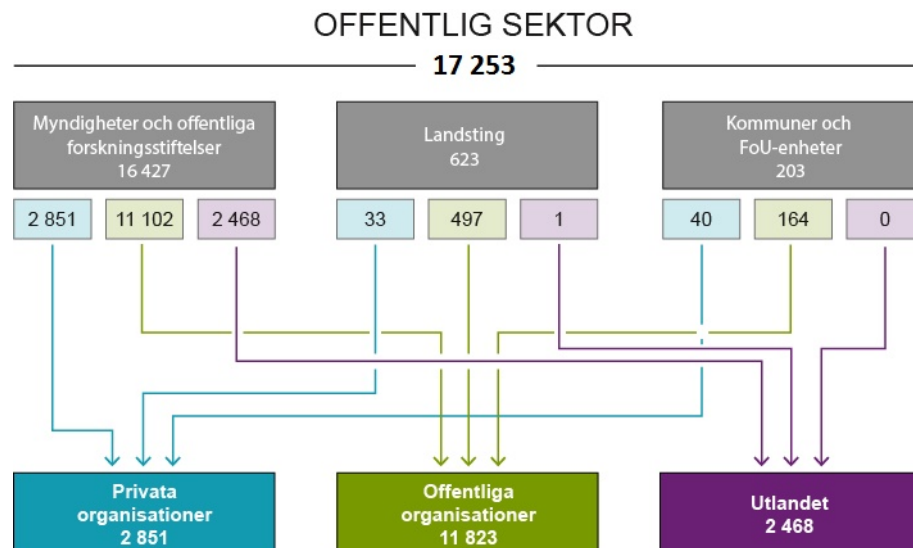 OFFENTLIG SEKTOR
17 253
Myndigheter och offentliga
forskningsstiftelser
16 427
Landsting
623
Kommuner och
FoU-enheter
203
2 851
11 102
2 468
33
497
1
40
164
0
Privata
organisationer
2 851
Offentliga
organisationer
11 823
Utlandet
2 468